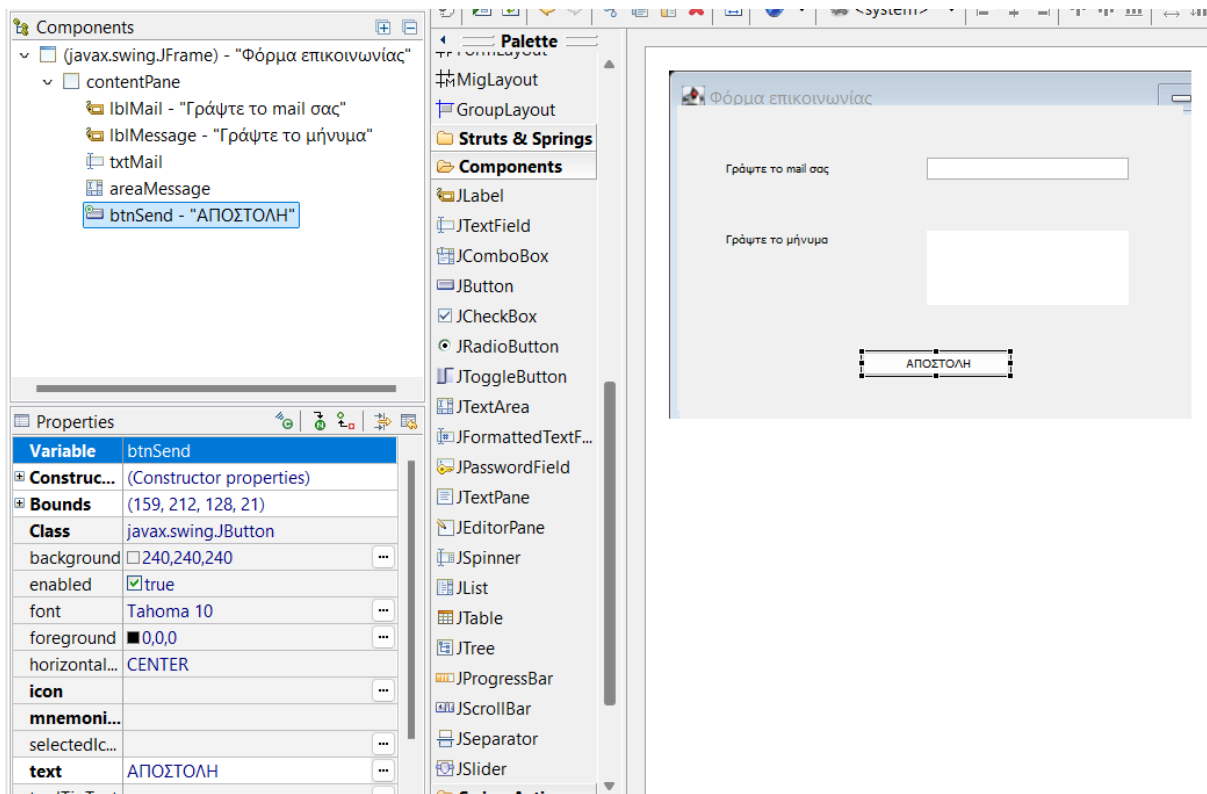 <system>
Components
(javax.swing.JFrame) - "Φόρμα επικοινωνίας"
contentPane
lblMail - "Γράψτε το mail σας"
lblMessage - "Γράψτε το μήνυμα"
txtMail
areaMessage
btnSend - "ΑΠΟΣΤΟΛΗ"
Properties
Variable btnSend
Construc... (Constructor properties)
Bounds (159, 212, 128, 21)
Class javax.swing.JButton
background 240,240,240
enabled true
font Tahoma 10
foreground 0,0,0
horizontal... CENTER
icon
mnemoni...
selectedIc...
text ΑΠΟΣΤΟΛΗ
Palette
FormLayout
MigLayout
GroupLayout
Struts & Springs
Components
JLabel
JTextField
JComboBox
JButton
JCheckBox
JRadioButton
JToggleButton
JTextArea
JFormattedTextF...
JPasswordField
JTextPane
JEditorPane
JSpinner
JList
JTable
JTree
JProgressBar
JScrollBar
JSeparator
JSlider
Φόρμα επικοινωνίας
Γράψτε το mail σας
Γράψτε το μήνυμα
ΑΠΟΣΤΟΛΗ